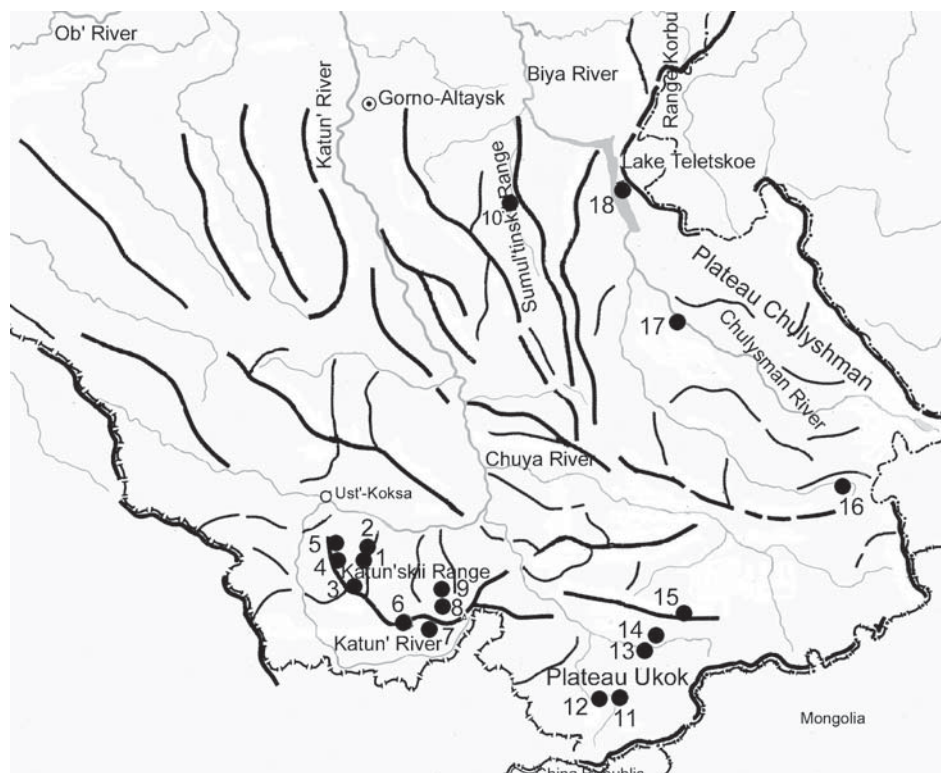 Ob' River
Katun' River
Gorno-Altaysk
Biya River
Range Korbu
Lake Teletskoe
18
10
Sumul'tinskii Range
Plateau Chulyshman
17
Chulysman River
Chuya River
Ust'-Koksa
16
5
2
4
1
Katun'skii Range
3
9
8
6
7
Katun' River
15
14
13
Plateau Ukok
12
11
Mongolia